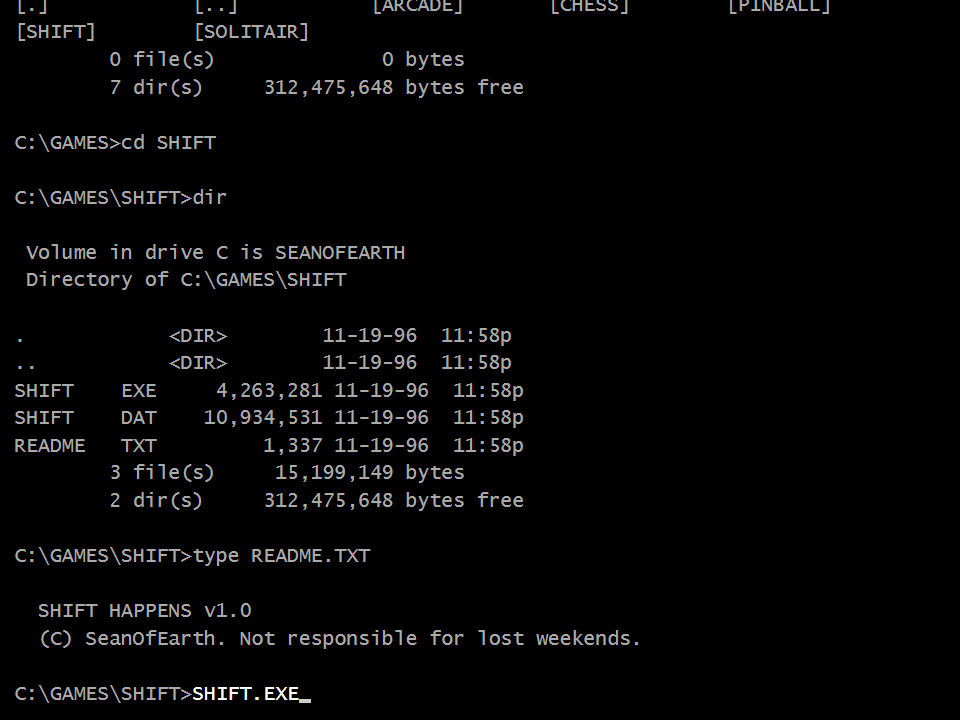 [.] [..] [ARCADE] [CHESS] [PINBALL]
[SHIFT] [SOLITAIR]
0 file(s) 0 bytes
7 dir(s) 312,475,648 bytes free
C:\GAMES>cd SHIFT
C:\GAMES\SHIFT>dir
Volume in drive C is SEANOFEARTH
Directory of C:\GAMES\SHIFT
. <DIR> 11-19-96 11:58p
.. <DIR> 11-19-96 11:58p
SHIFT EXE 4,263,281 11-19-96 11:58p
SHIFT DAT 10,934,531 11-19-96 11:58p
README TXT 1,337 11-19-96 11:58p
3 file(s) 15,199,149 bytes
2 dir(s) 312,475,648 bytes free
C:\GAMES\SHIFT>type README.TXT
SHIFT HAPPENS v1.0
(C) SeanOfEarth. Not responsible for lost weekends.
C:\GAMES\SHIFT>SHIFT.EXE_